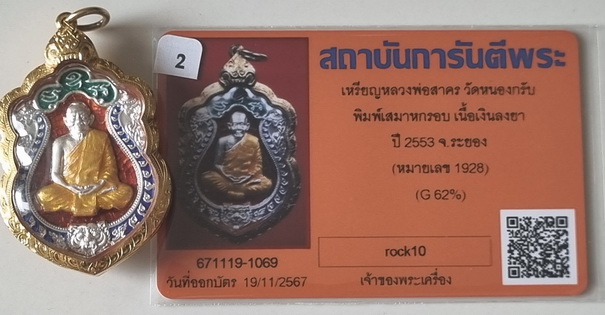 2
สถาบันการันตีพระ
เหรียญหลวงพ่อสาคร วัดหนองกรับ
พิมพ์เสมาหกรอบ เนื้อเงินลงยา
ปี 2553 จ.ระยอง
(หมายเลข 1928)
(G 62%)
671119-1069
วันที่ออกบัตร 19/11/2567
rock10
เจ้าของพระเครื่อง